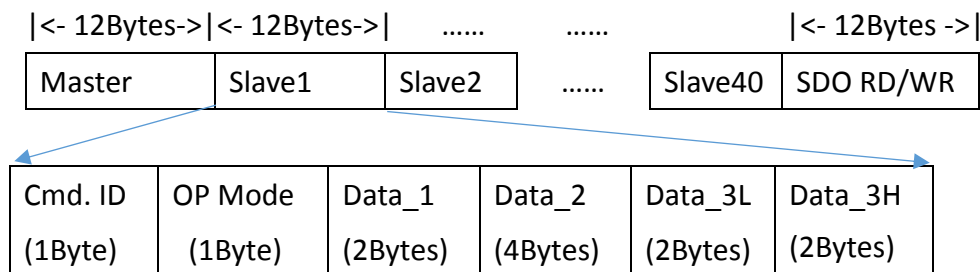 |<- 12Bytes->|<- 12Bytes->| …… …… |<- 12Bytes ->|
Master Slave1 Slave2 …… Slave40 SDO RD/WR
Cmd. ID OP Mode Data_1 Data_2 Data_3L Data_3H
(1Byte) (1Byte) (2Bytes) (4Bytes) (2Bytes) (2Bytes)